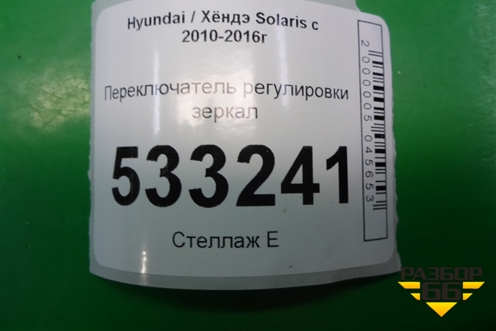 Hyundai / Хёндэ Solaris с
2010-2016г
Переключатель регулировки
зеркал
533241
Стеллаж Е
2000005045653
РАЗБОР
66